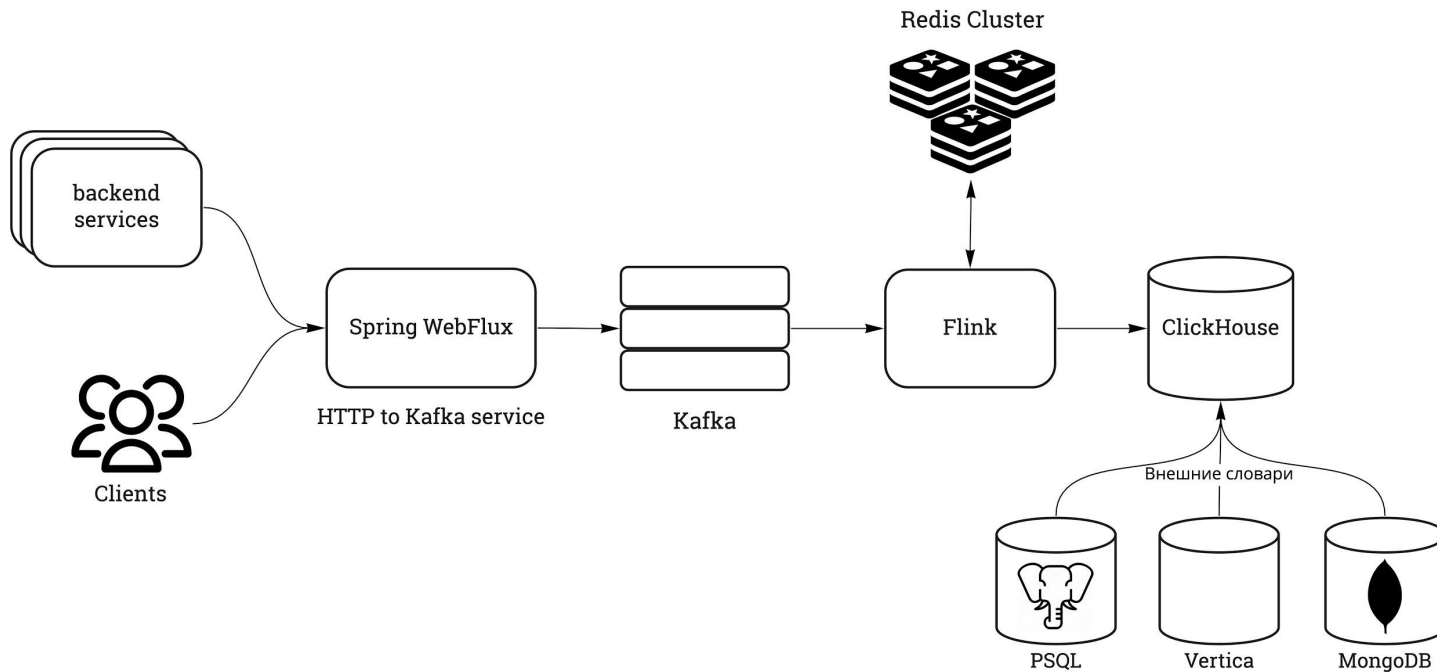 Redis Cluster
backend
services
Spring WebFlux
Flink
ClickHouse
HTTP to Kafka service
Kafka
Clients
Внешние словари
PSQL
Vertica
MongoDB